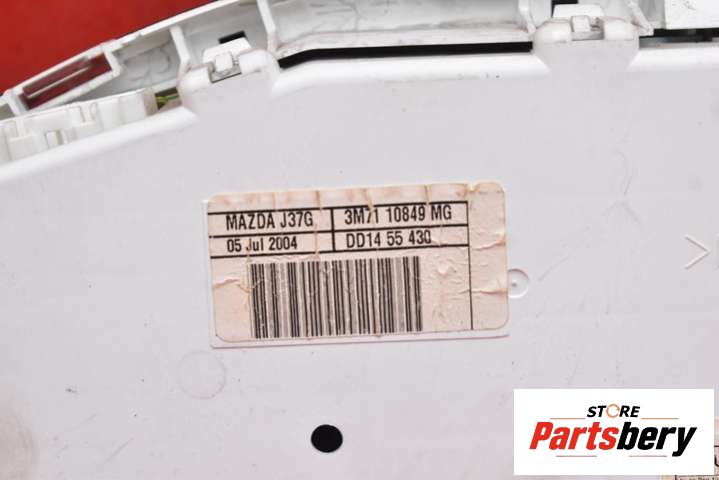 MAZDA J37G 3M71 10849 MG
05 Jul 2004 DD14 55 430
STORE
Partsbery